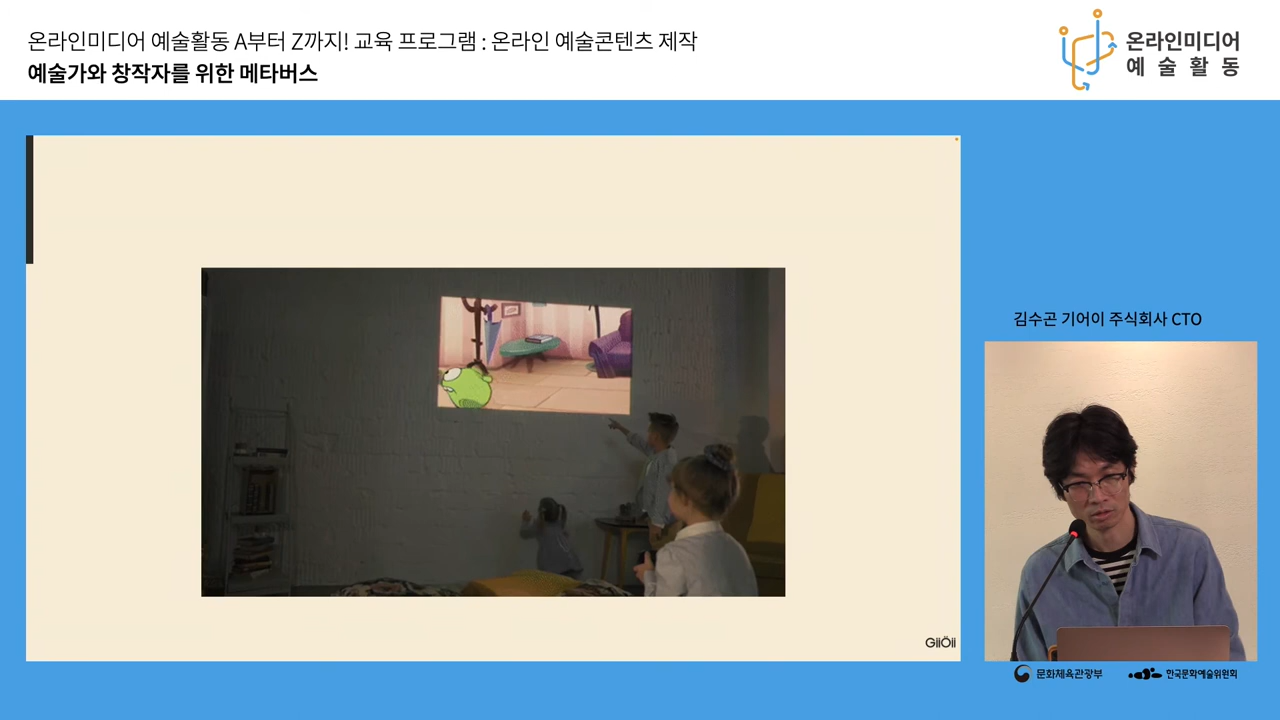 온라인미디어 예술활동 A부터 Z까지! 교육 프로그램 : 온라인 예술콘텐츠 제작
예술가와 창작자를 위한 메타버스
온라인미디어
예 술 활 동
김수곤 기어이 주식회사 CTO
GiiÖii
문화체육관광부
한국문화예술위원회